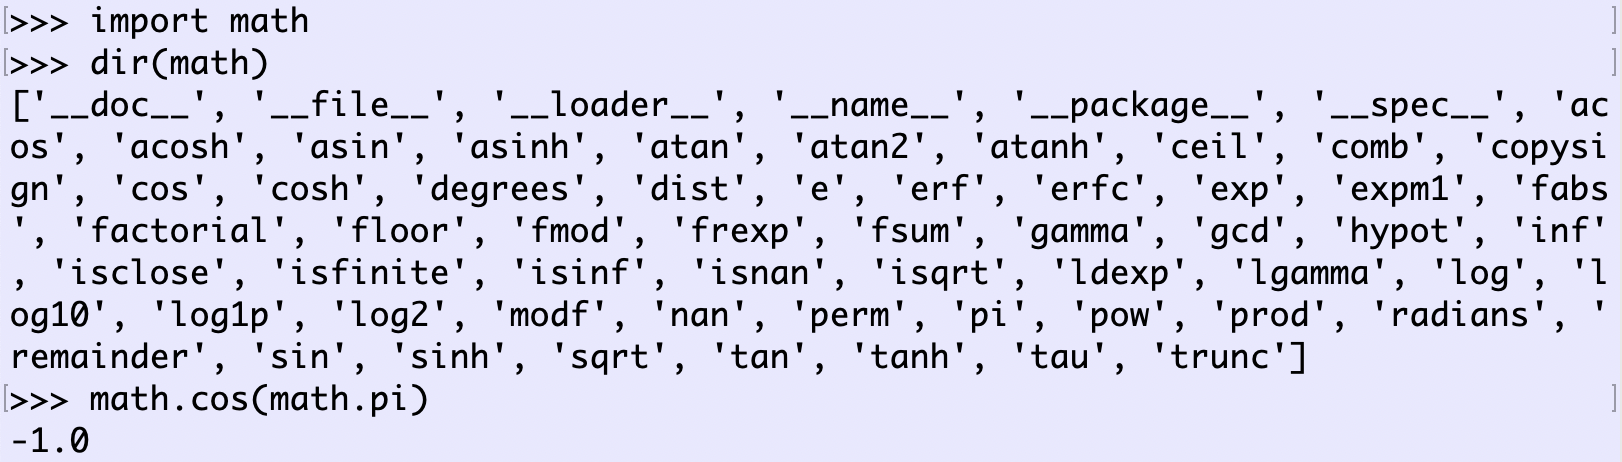 >>> import math
>>> dir(math)
['__doc__', '__file__', '__loader__', '__name__', '__package__', '__spec__', 'ac
os', 'acosh', 'asin', 'asinh', 'atan', 'atan2', 'atanh', 'ceil', 'comb', 'copysi
gn', 'cos', 'cosh', 'degrees', 'dist', 'e', 'erf', 'erfc', 'exp', 'expm1', 'fabs
', 'factorial', 'floor', 'fmod', 'frexp', 'fsum', 'gamma', 'gcd', 'hypot', 'inf'
, 'isclose', 'isfinite', 'isinf', 'isnan', 'isqrt', 'ldexp', 'lgamma', 'log', 'l
og10', 'log1p', 'log2', 'modf', 'nan', 'perm', 'pi', 'pow', 'prod', 'radians', '
remainder', 'sin', 'sinh', 'sqrt', 'tan', 'tanh', 'tau', 'trunc']
>>> math.cos(math.pi)
-1.0